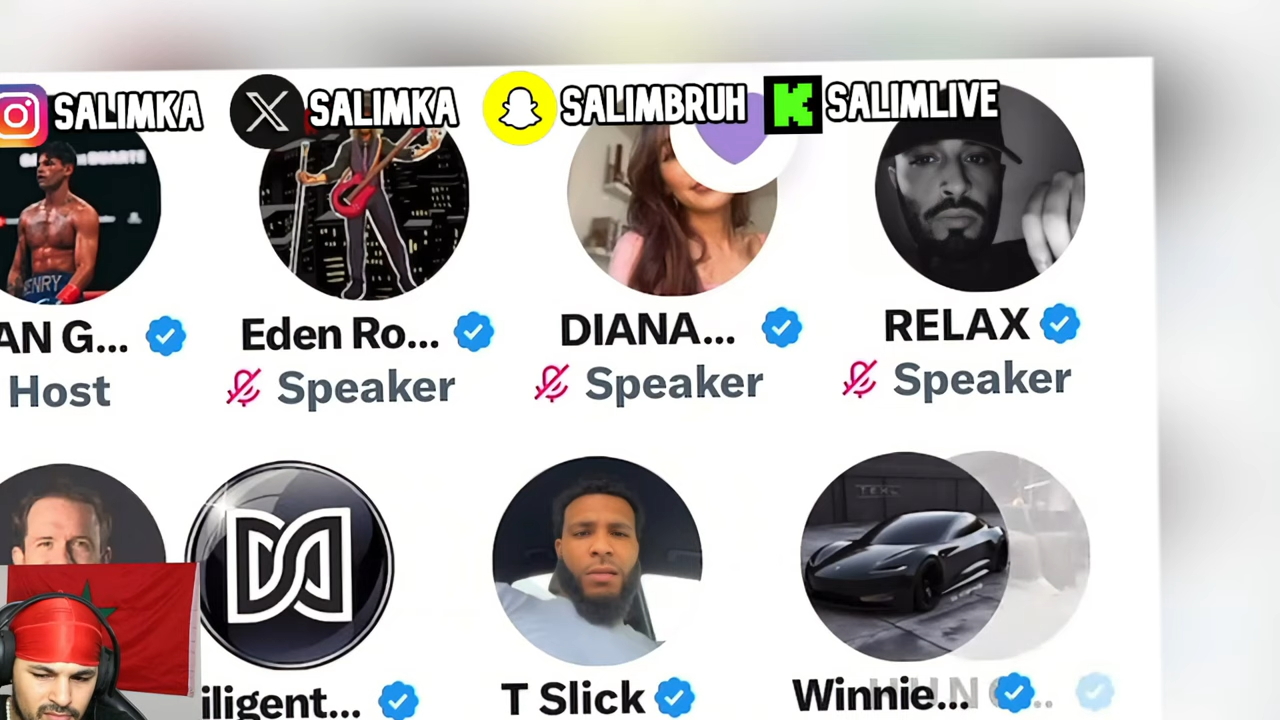 SALIMKA SALIMKA SALIMBRUH SALIMLIVE
AN G... Eden Ro... DIANA... RELAX
Host Speaker Speaker Speaker
iligent... T Slick Winnie...